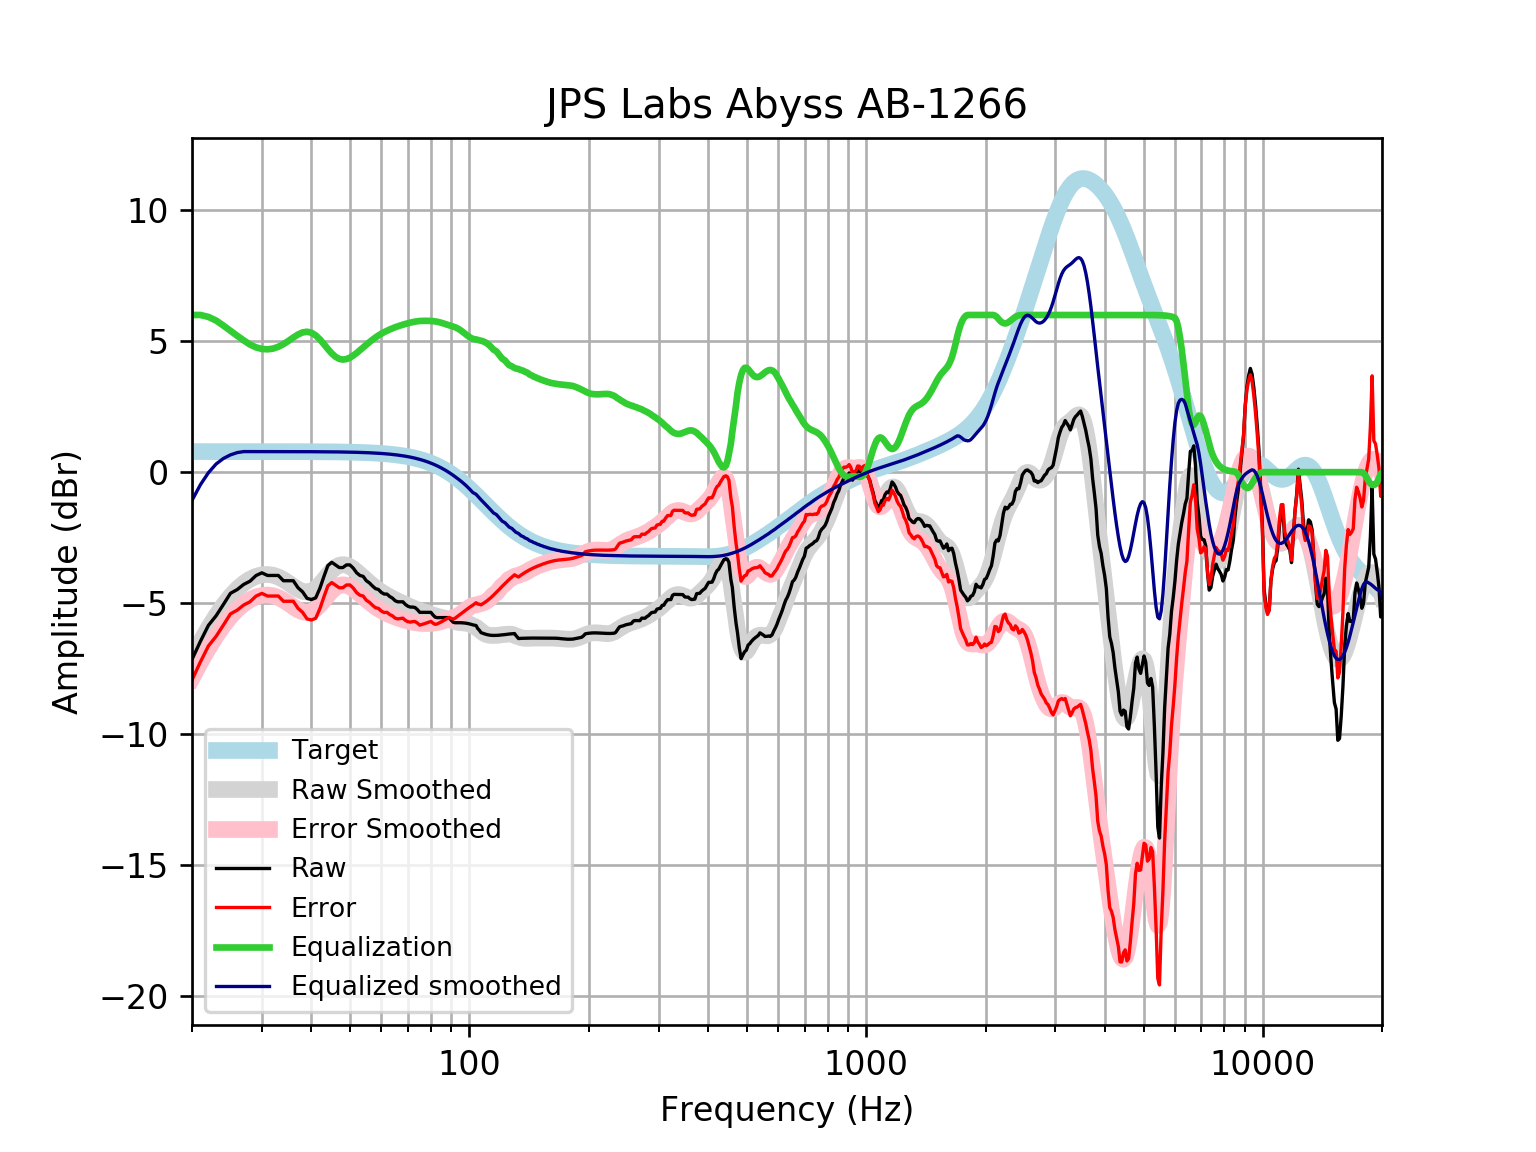 JPS Labs Abyss AB-1266
Amplitude (dBr)
10
5
0
−5
−10
−15
−20
Target
Raw Smoothed
Error Smoothed
Raw
Error
Equalization
Equalized smoothed
100
1000
10000
Frequency (Hz)